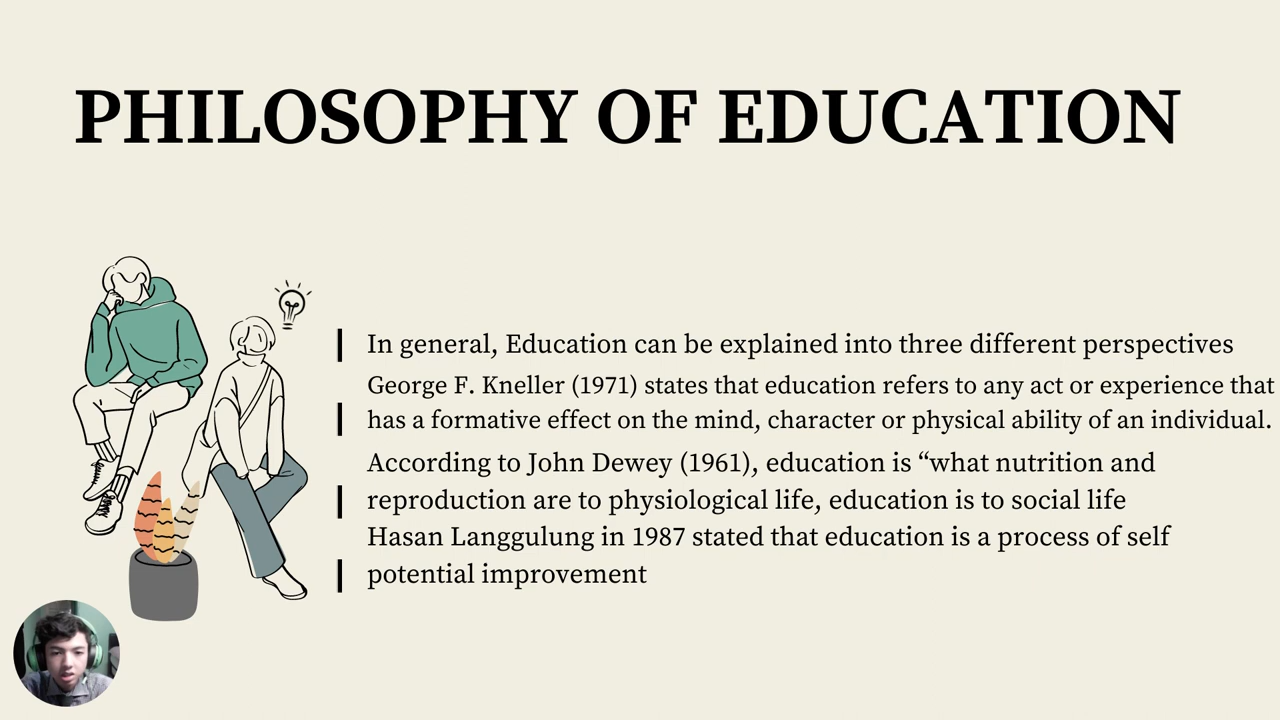 PHILOSOPHY OF EDUCATION
In general, Education can be explained into three different perspectives
George F. Kneller (1971) states that education refers to any act or experience that
has a formative effect on the mind, character or physical ability of an individual.
According to John Dewey (1961), education is “what nutrition and
reproduction are to physiological life, education is to social life
Hasan Langgulung in 1987 stated that education is a process of self
potential improvement